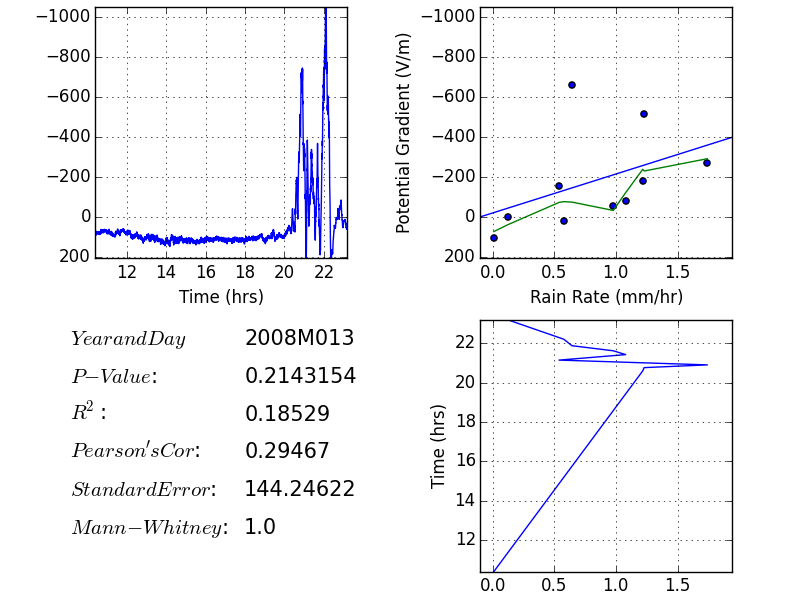 −1000
−800
−600
−400
−200
0
200
12 14 16 18 20 22
Time (hrs)
Potential Gradient (V/m)
−1000
−800
−600
−400
−200
0
200
0.0 0.5 1.0 1.5
Rain Rate (mm/hr)
YearandDay 2008M013
P−Value: 0.2143154
R²: 0.18529
Pearson′sCor: 0.29467
StandardError: 144.24622
Mann−Whitney: 1.0
Time (hrs)
22
20
18
16
14
12
0.0 0.5 1.0 1.5